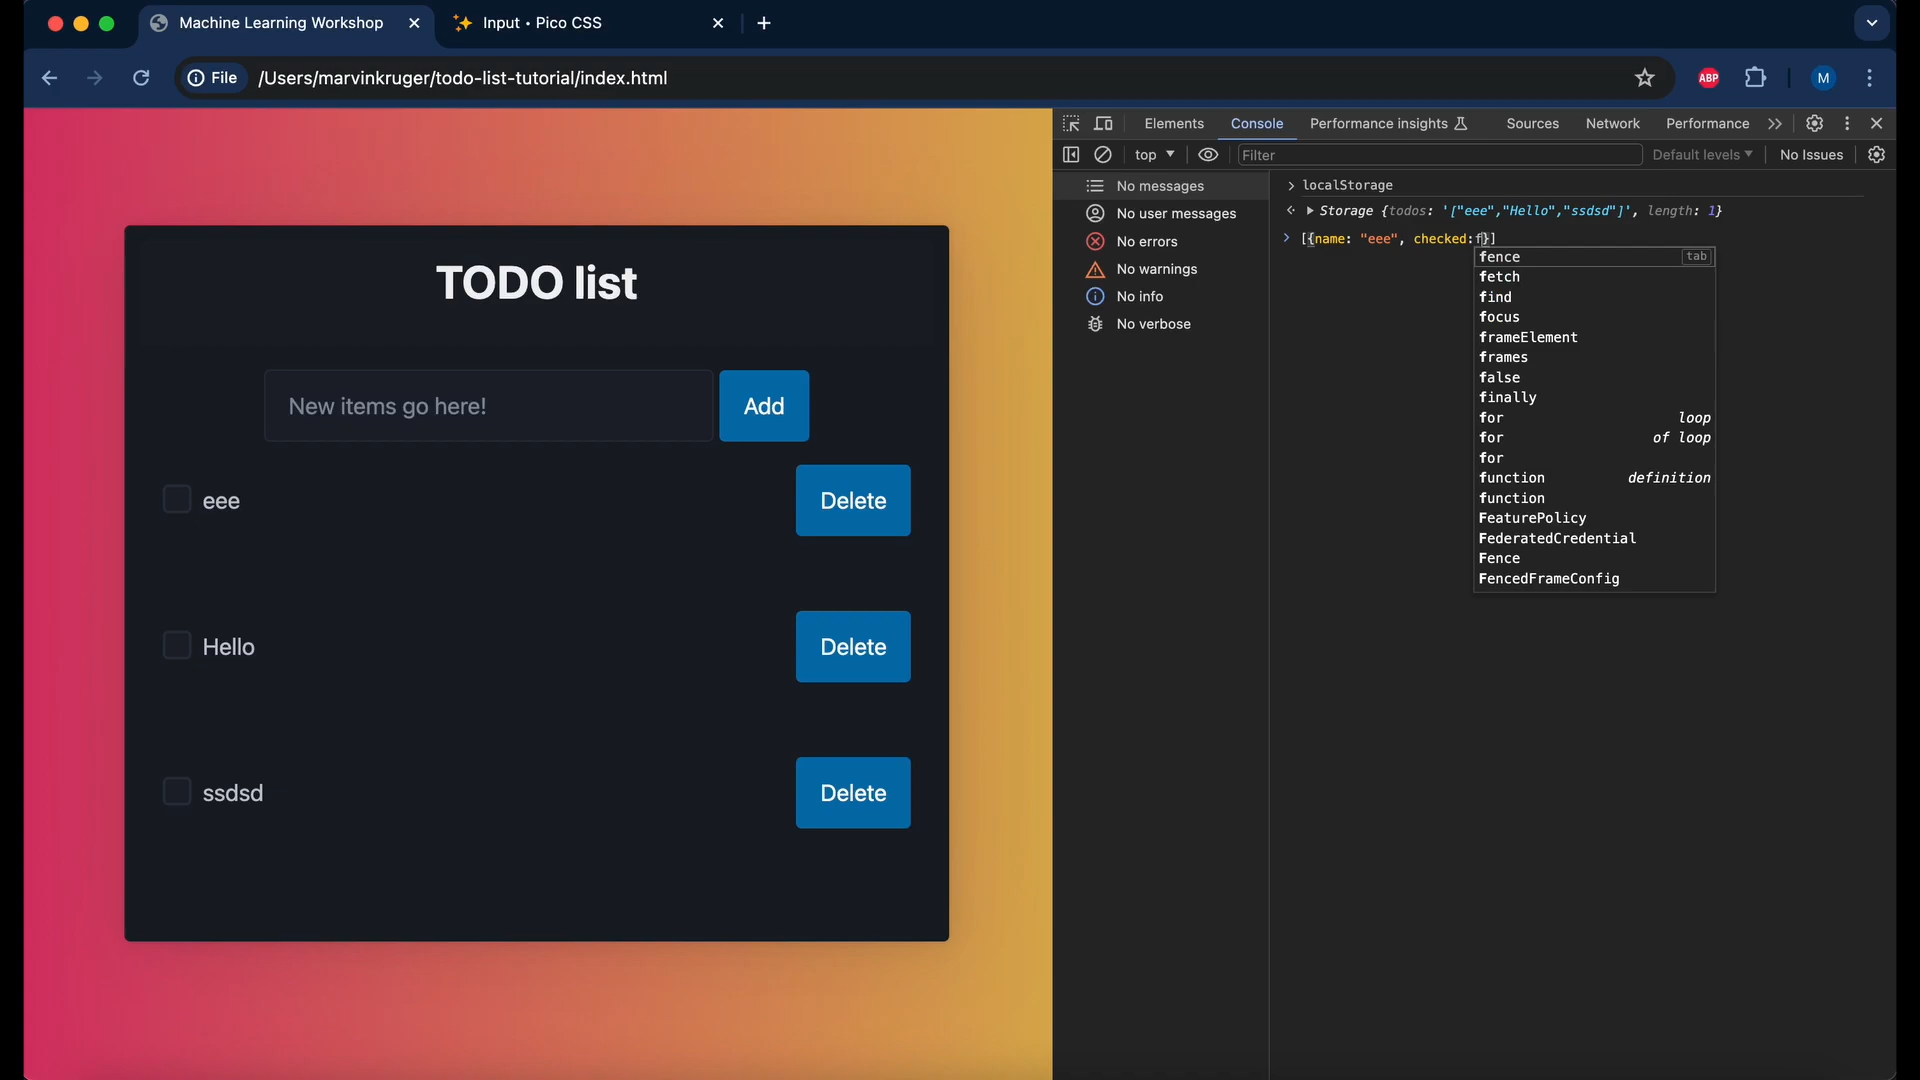 Machine Learning Workshop
Input • Pico CSS
File /Users/marvinkruger/todo-list-tutorial/index.html
ABP
M
TODO list
New items go here!
Add
eee
Delete
Hello
Delete
ssdsd
Delete
Elements Console Performance insights Sources Network Performance
top Filter Default levels No Issues
No messages
No user messages
No errors
No warnings
No info
No verbose
localStorage
Storage {todos: '["eee","Hello","ssdsd"]', length: 1}
[{name: "eee", checked:f}]
fence tab
fetch
find
focus
frameElement
frames
false
finally
for loop
for of loop
for
function definition
function
FeaturePolicy
FederatedCredential
Fence
FencedFrameConfig